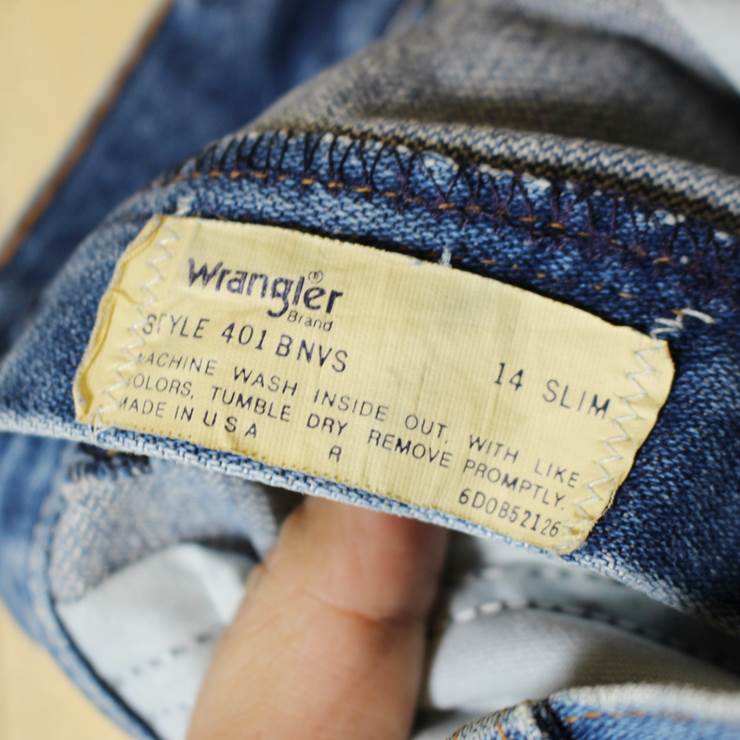 Wrangler®
Brand
STYLE 401 BNVS
14 SLIM
MACHINE WASH INSIDE OUT, WITH LIKE
COLORS, TUMBLE DRY REMOVE PROMPTLY.
MADE IN U S A
R
6D0852126